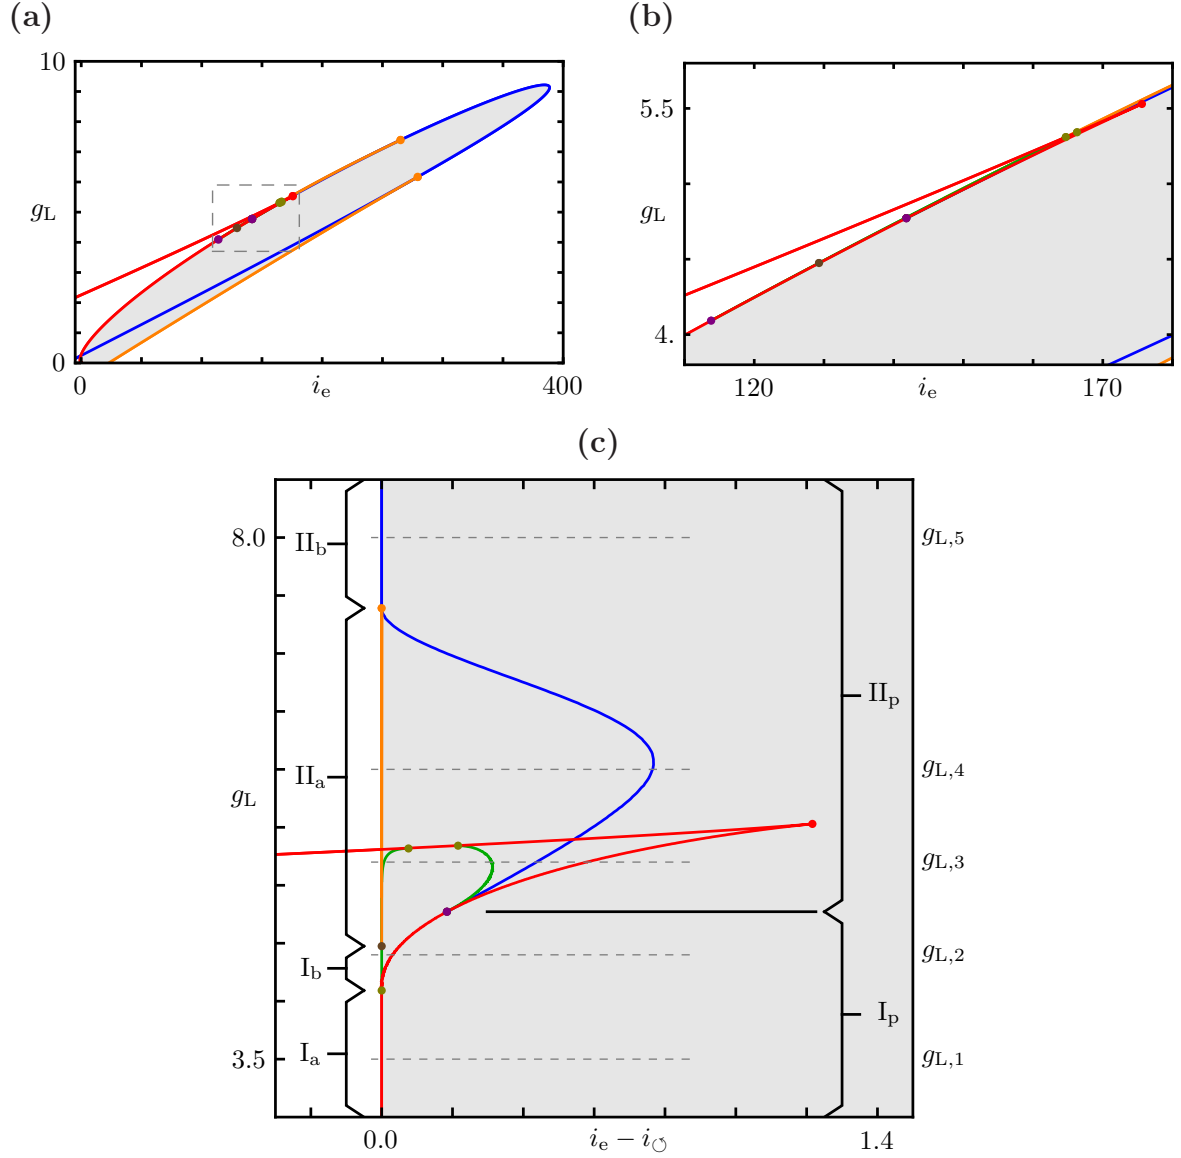 (a)
10
g_L
0
0
i_e
400
(b)
5.5
g_L
4.
120
i_e
170
(c)
8.0
II_b
g_L,5
II_p
II_a
g_L
g_L,4
g_L,3
I_b
g_L,2
I_p
I_a
3.5
g_L,1
0.0
i_e − i_↺
1.4